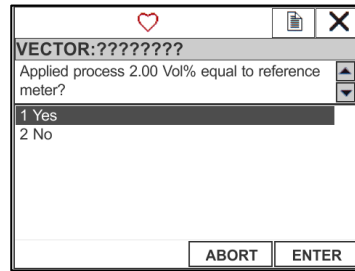 VECTOR:????????
Applied process 2.00 Vol% equal to reference
meter?
1 Yes
2 No
ABORT ENTER